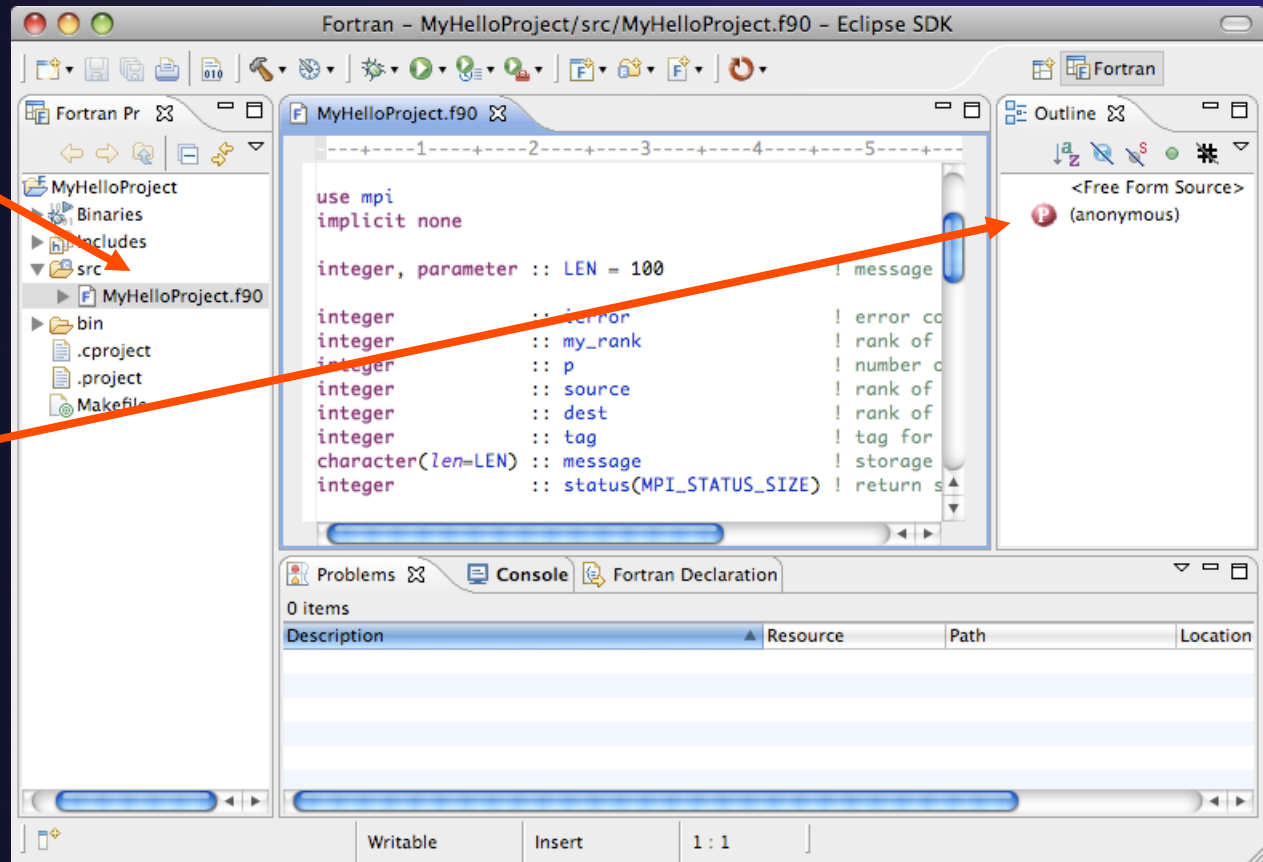 Fortran – MyHelloProject/src/MyHelloProject.f90 – Eclipse SDK
010
Fortran
Fortran Pr
MyHelloProject
Binaries
Includes
src
MyHelloProject.f90
bin
.cproject
.project
Makefile
MyHelloProject.f90
----+----1----+----2----+----3----+----4----+----5----+---
use mpi
implicit none
integer, parameter :: LEN = 100 ! message
integer :: ierror ! error co
integer :: my_rank ! rank of
integer :: p ! number o
integer :: source ! rank of
integer :: dest ! rank of
integer :: tag ! tag for
character(len=LEN) :: message ! storage
integer :: status(MPI_STATUS_SIZE) ! return s
Outline
<Free Form Source>
P (anonymous)
Problems Console Fortran Declaration
0 items
Description Resource Path Location
Writable Insert 1 : 1